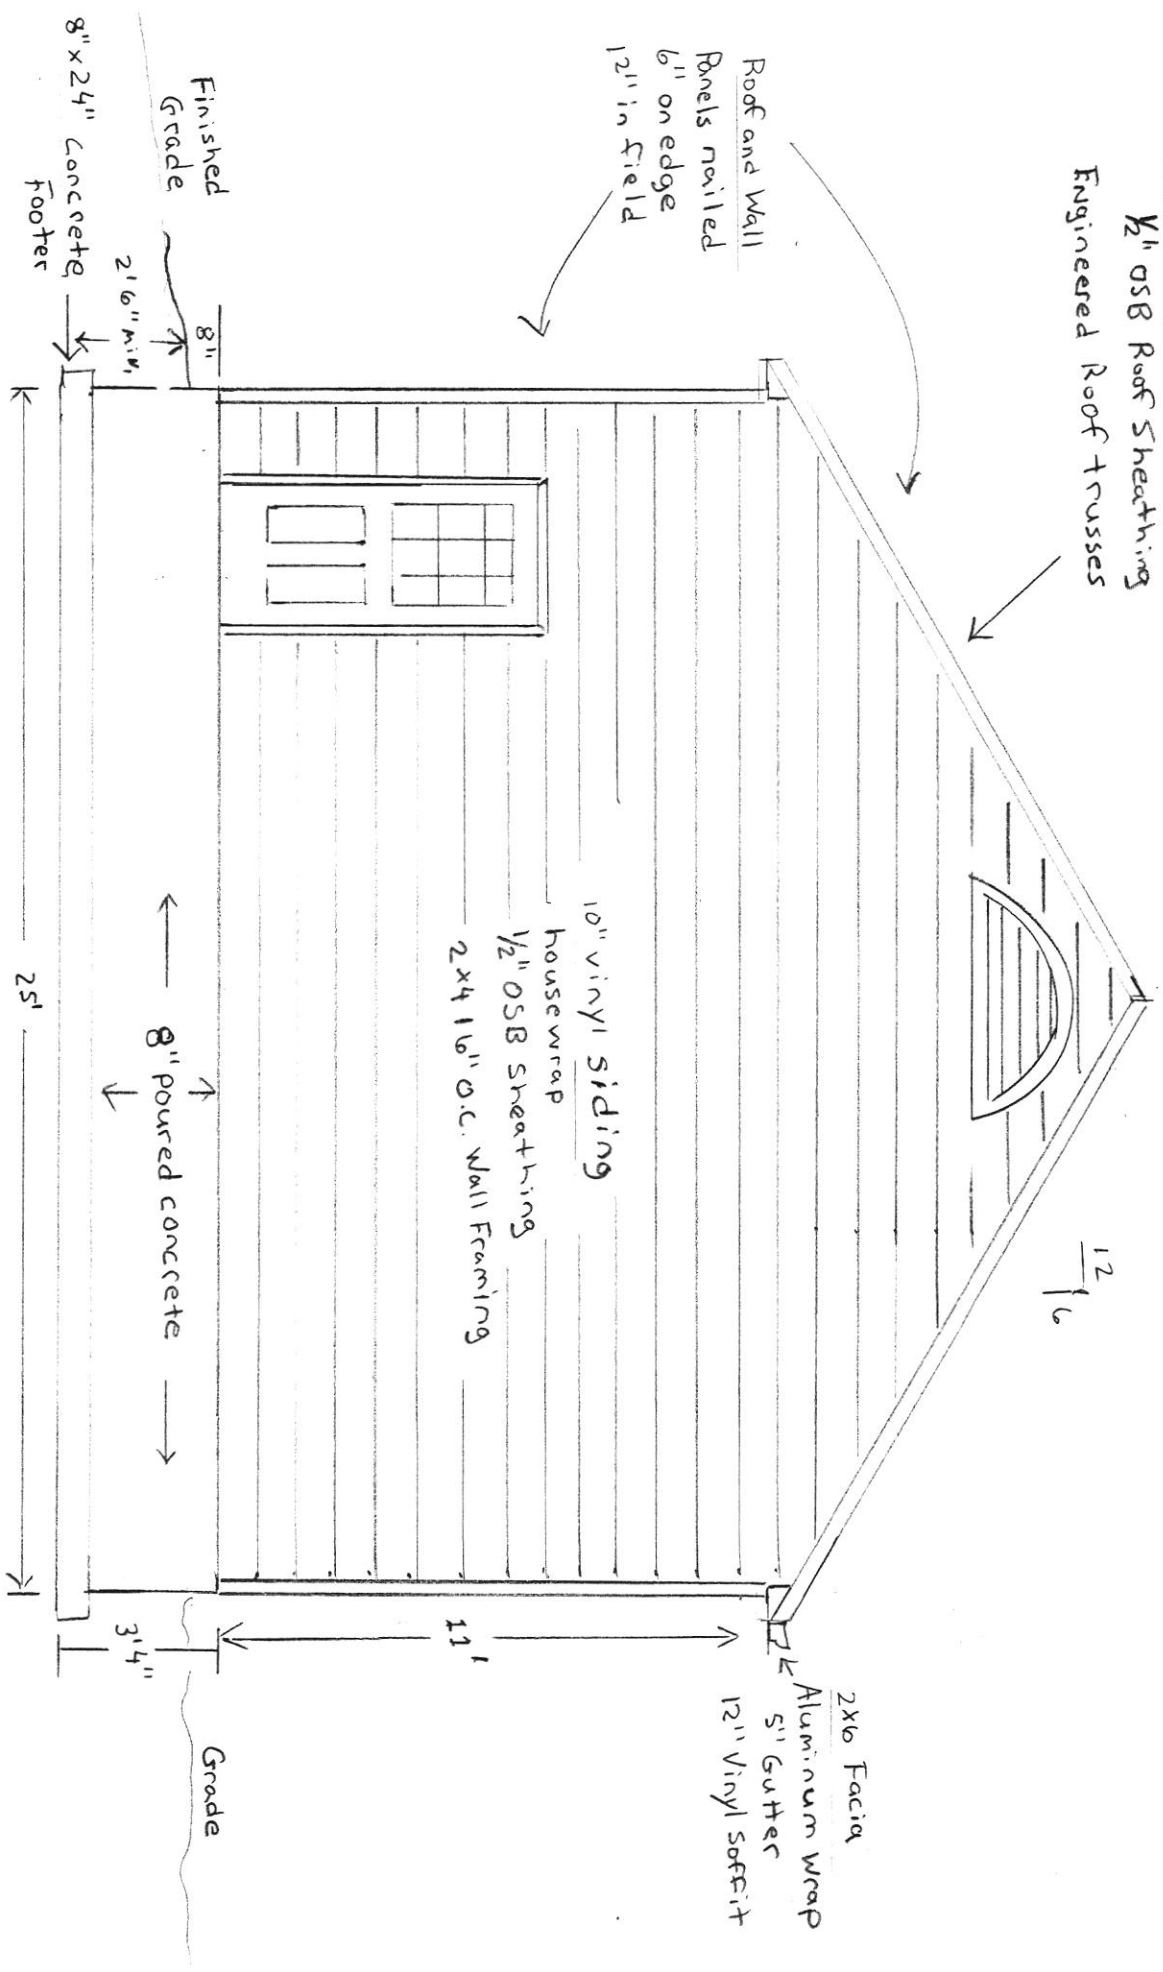 1/2" OSB Roof Sheathing
Engineered Roof trusses
12
6
Roof and Wall
Panels nailed
6" on edge
12" in field
2x6 Facia
Aluminum wrap
5" Gutter
12" Vinyl Soffit
10" vinyl siding
housewrap
1/2" OSB sheathing
2x4 16" O.C. Wall Framing
11'
8"
Finished
Grade
Grade
2'6" min.
8" poured concrete
3'4"
8"x24" Concrete
Footer
25'